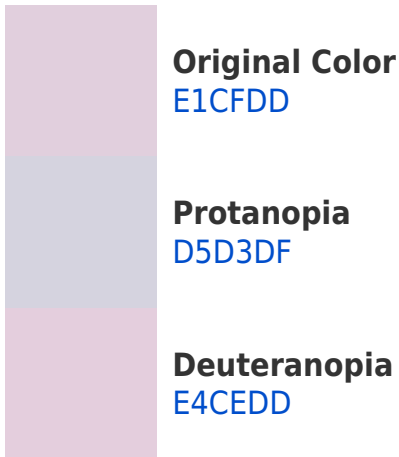 Original Color
E1CFDD
Protanopia
D5D3DF
Deuteranopia
E4CEDD